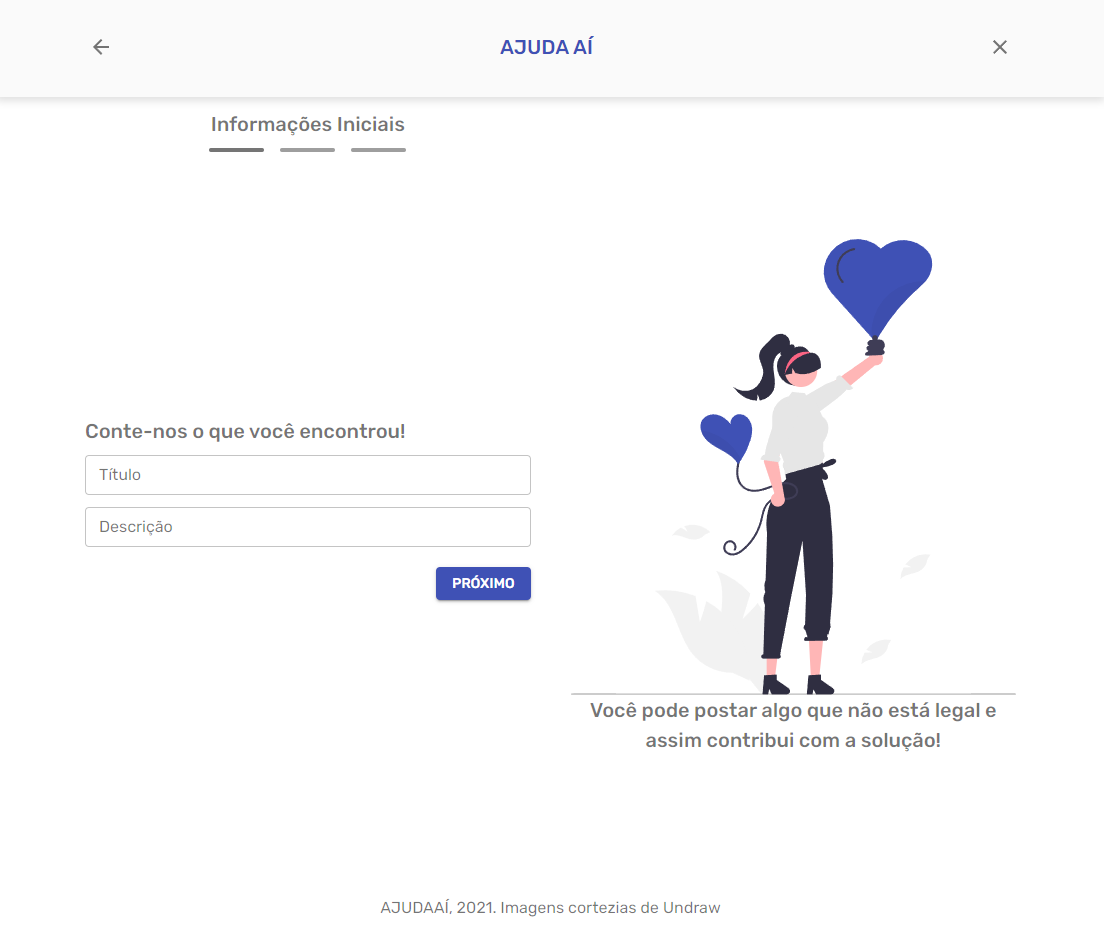 AJUDA AÍ
Informações Iniciais
Conte-nos o que você encontrou!
Título
Descrição
PRÓXIMO
Você pode postar algo que não está legal e
assim contribui com a solução!
AJUDAAÍ, 2021. Imagens cortezias de Undraw